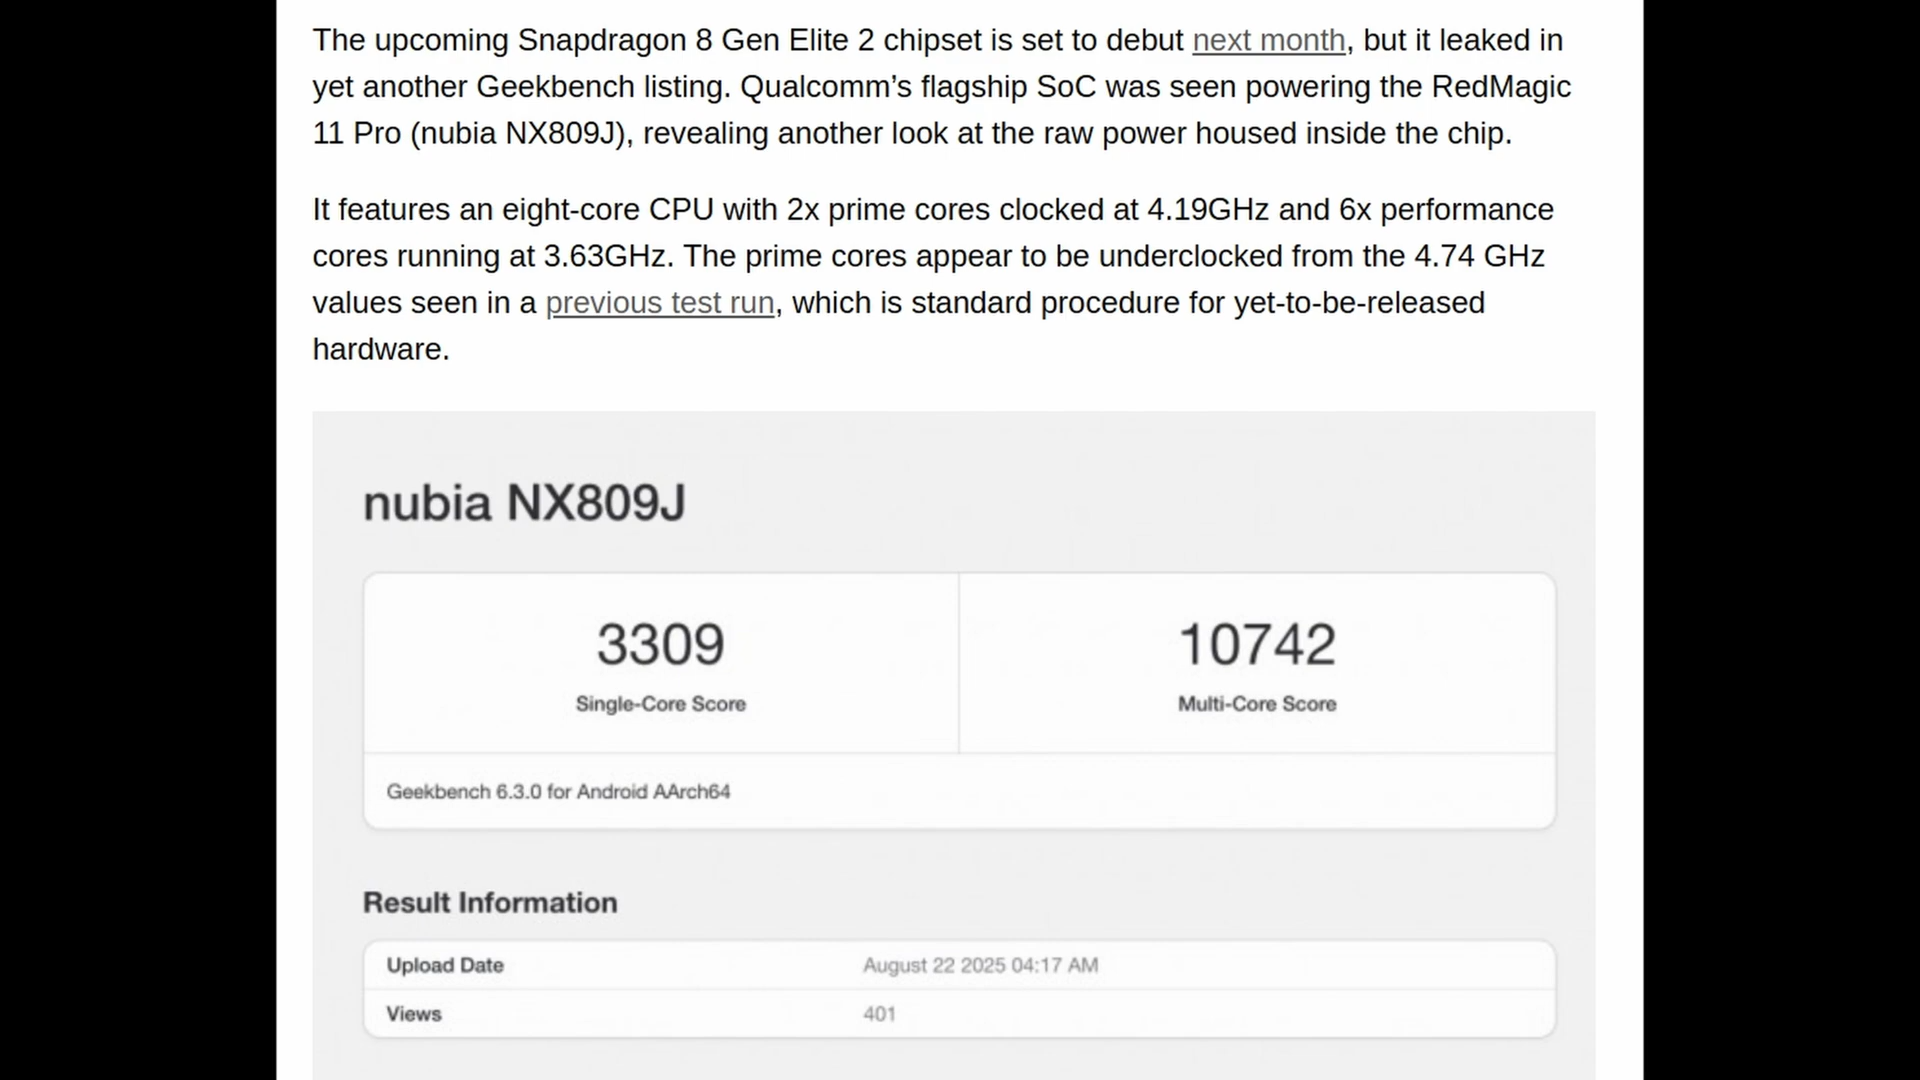 The upcoming Snapdragon 8 Gen Elite 2 chipset is set to debut next month, but it leaked in
yet another Geekbench listing. Qualcomm’s flagship SoC was seen powering the RedMagic
11 Pro (nubia NX809J), revealing another look at the raw power housed inside the chip.
It features an eight-core CPU with 2x prime cores clocked at 4.19GHz and 6x performance
cores running at 3.63GHz. The prime cores appear to be underclocked from the 4.74 GHz
values seen in a previous test run, which is standard procedure for yet-to-be-released
hardware.
nubia NX809J
3309
Single-Core Score
10742
Multi-Core Score
Geekbench 6.3.0 for Android AArch64
Result Information
Upload Date August 22 2025 04:17 AM
Views 401